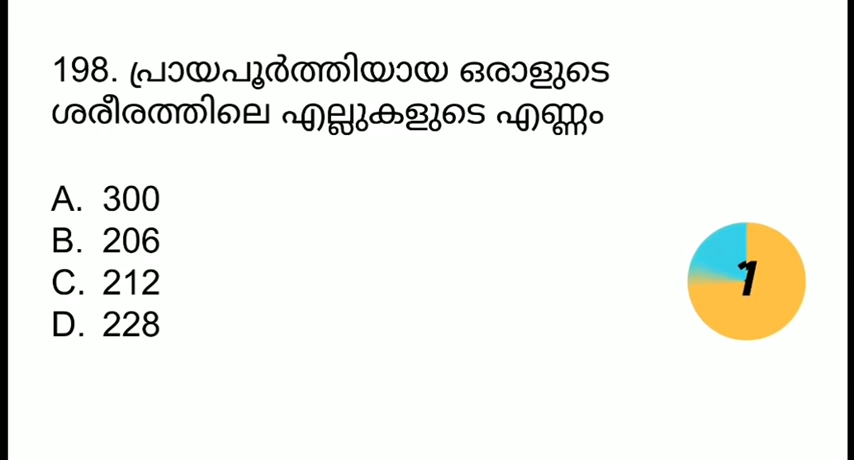 198. പ്രായപൂർത്തിയായ ഒരാളുടെ
ശരീരത്തിലെ എല്ലുകളുടെ എണ്ണം
A. 300
B. 206
C. 212
D. 228
1